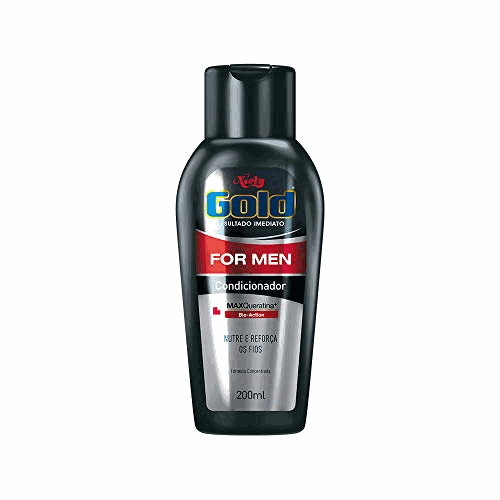 Niely
Gold
RESULTADO IMEDIATO
FOR MEN
Condicionador
MAXQueratina+
Bio-Action
NUTRE E REFORÇA
OS FIOS
Fórmula Concentrada
200ml